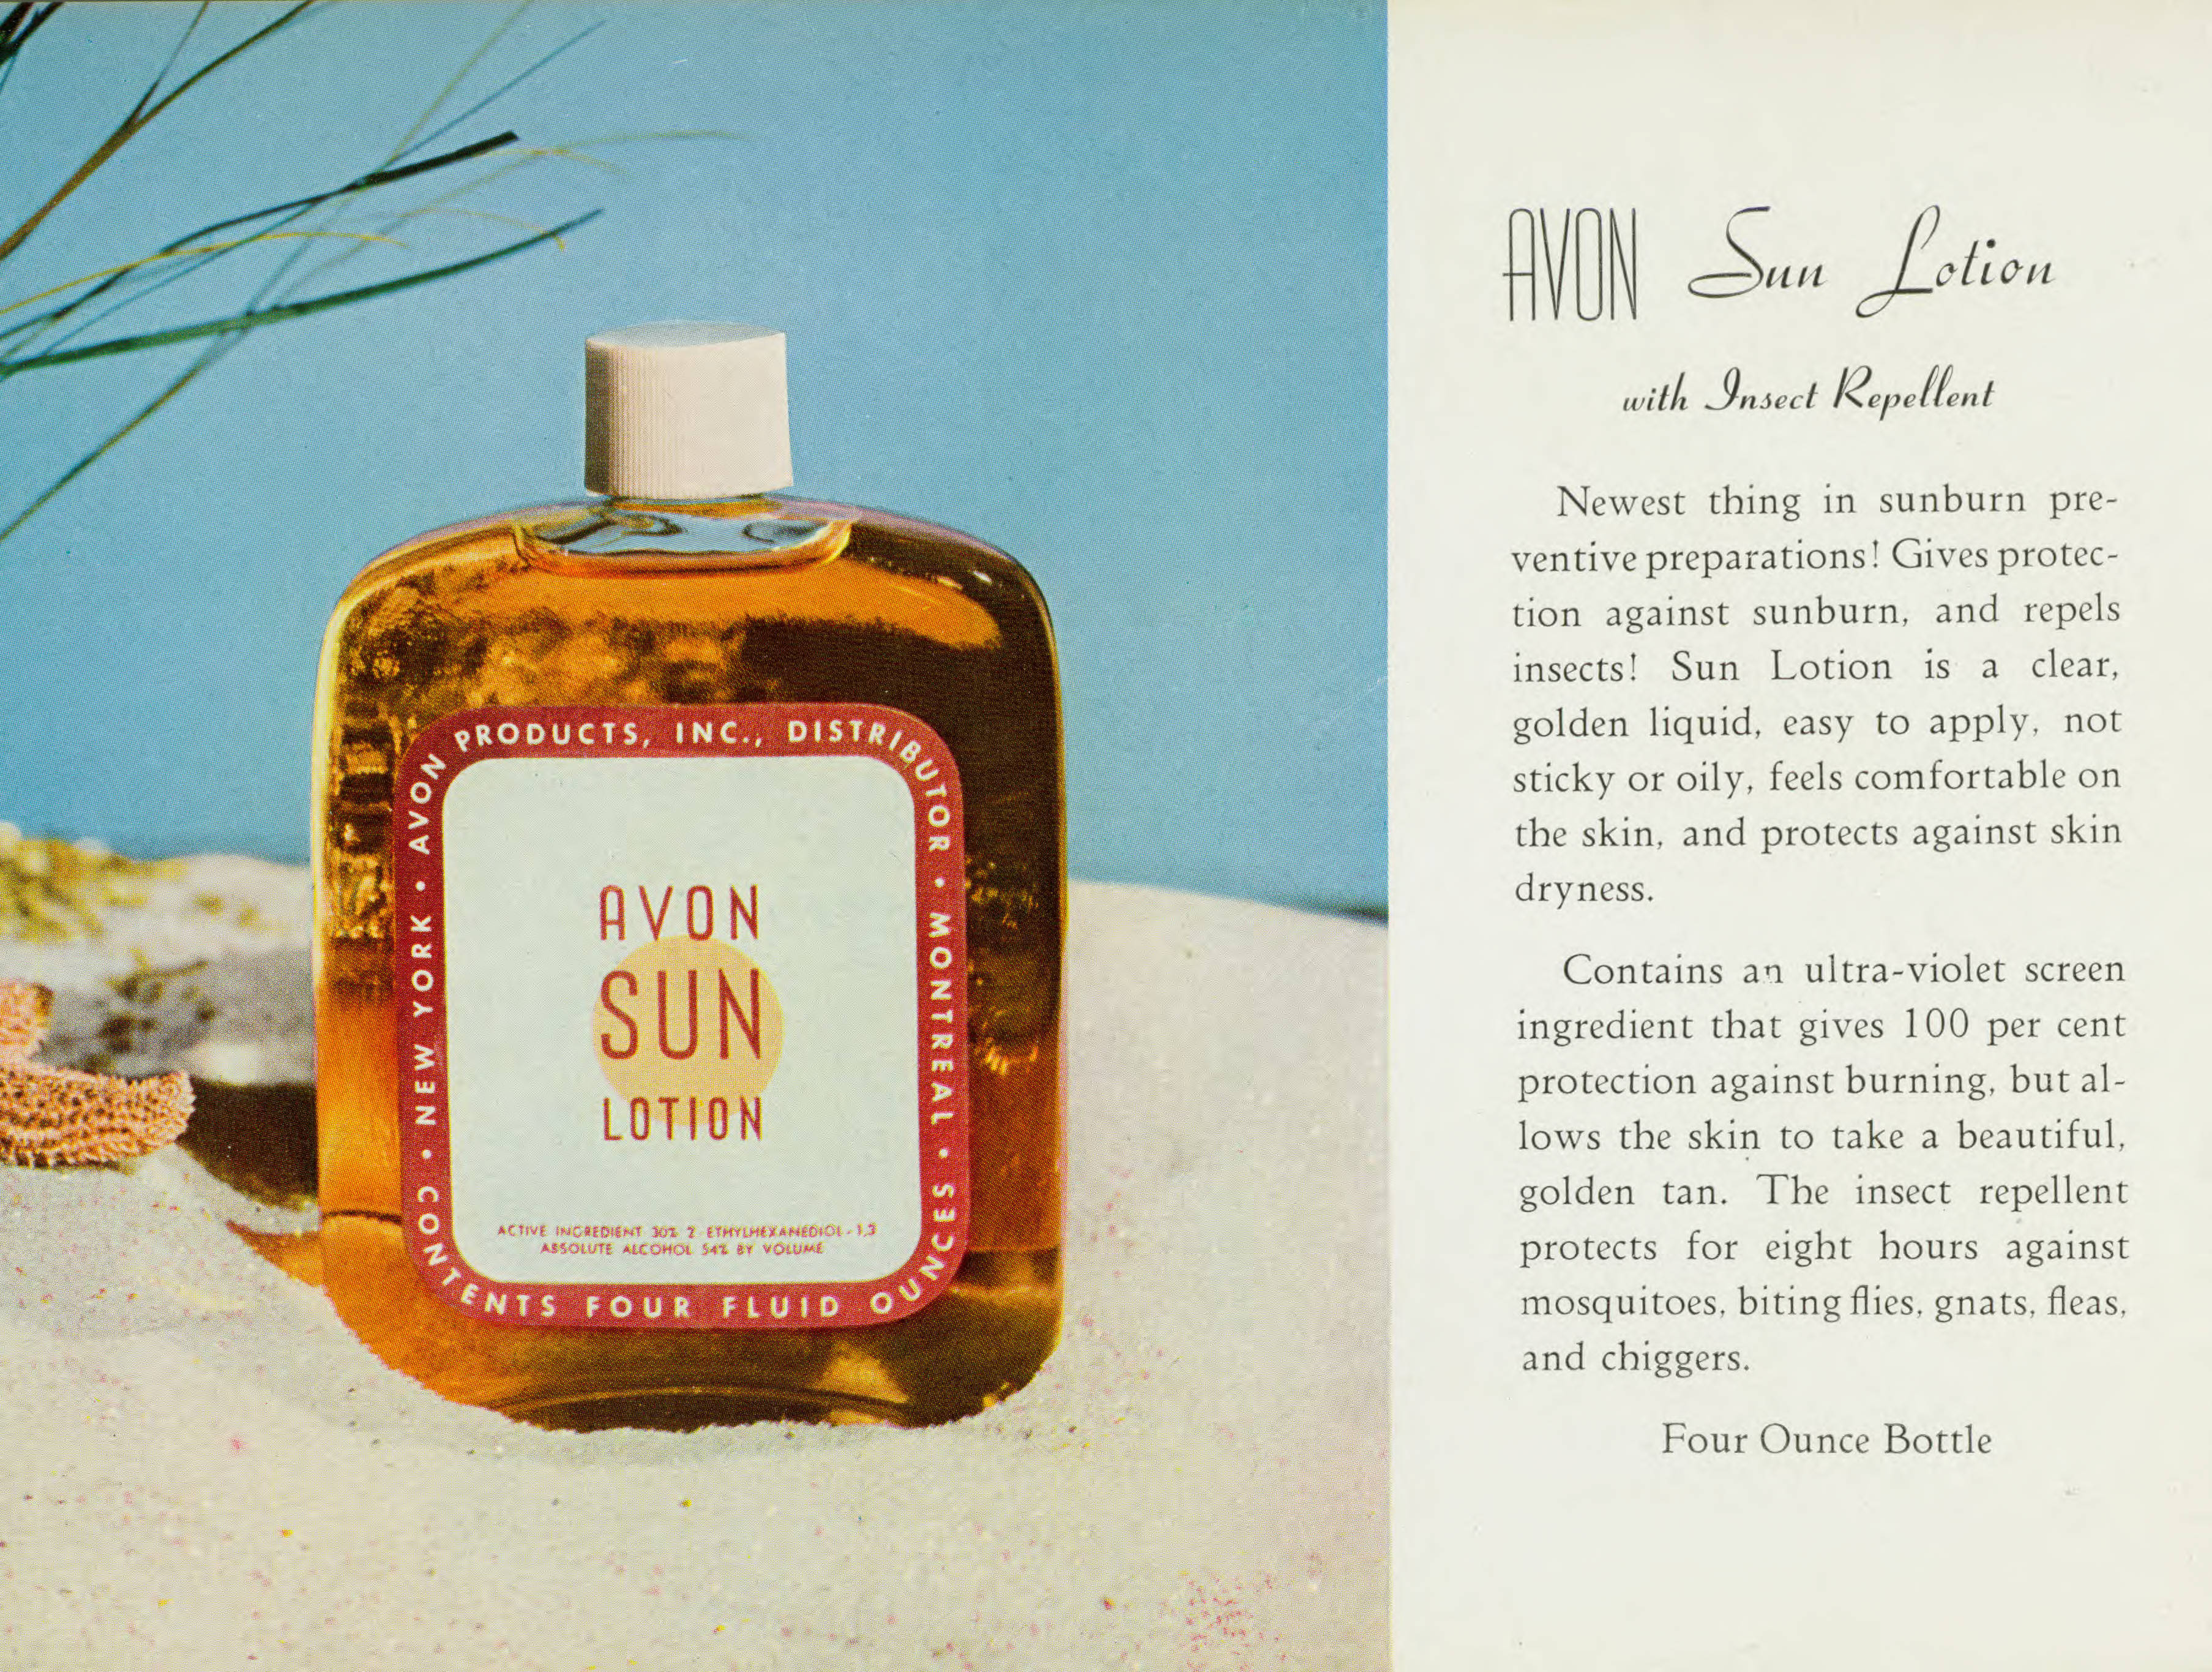 AVON PRODUCTS, INC., DISTRIBUTOR • MONTREAL •
NEW YORK •
CONTENTS FOUR FLUID OUNCES
AVON
SUN
LOTION
ACTIVE INGREDIENT 30% 2 - ETHYLHEXANEDIOL - 1,3
ABSOLUTE ALCOHOL 54% BY VOLUME
AVON Sun Lotion
with Insect Repellent
Newest thing in sunburn pre-
ventive preparations! Gives protec-
tion against sunburn, and repels
insects! Sun Lotion is a clear,
golden liquid, easy to apply, not
sticky or oily, feels comfortable on
the skin, and protects against skin
dryness.
Contains an ultra-violet screen
ingredient that gives 100 per cent
protection against burning, but al-
lows the skin to take a beautiful,
golden tan. The insect repellent
protects for eight hours against
mosquitoes, biting flies, gnats, fleas,
and chiggers.
Four Ounce Bottle